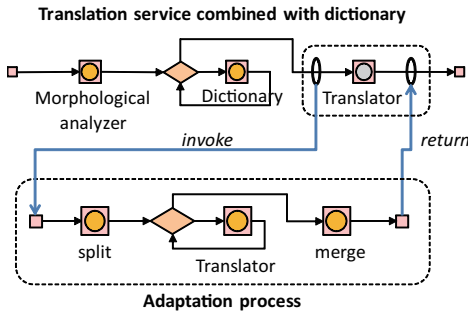 Translation service combined with dictionary
Morphological
analyzer
Dictionary
Translator
invoke
return
split
Translator
merge
Adaptation process